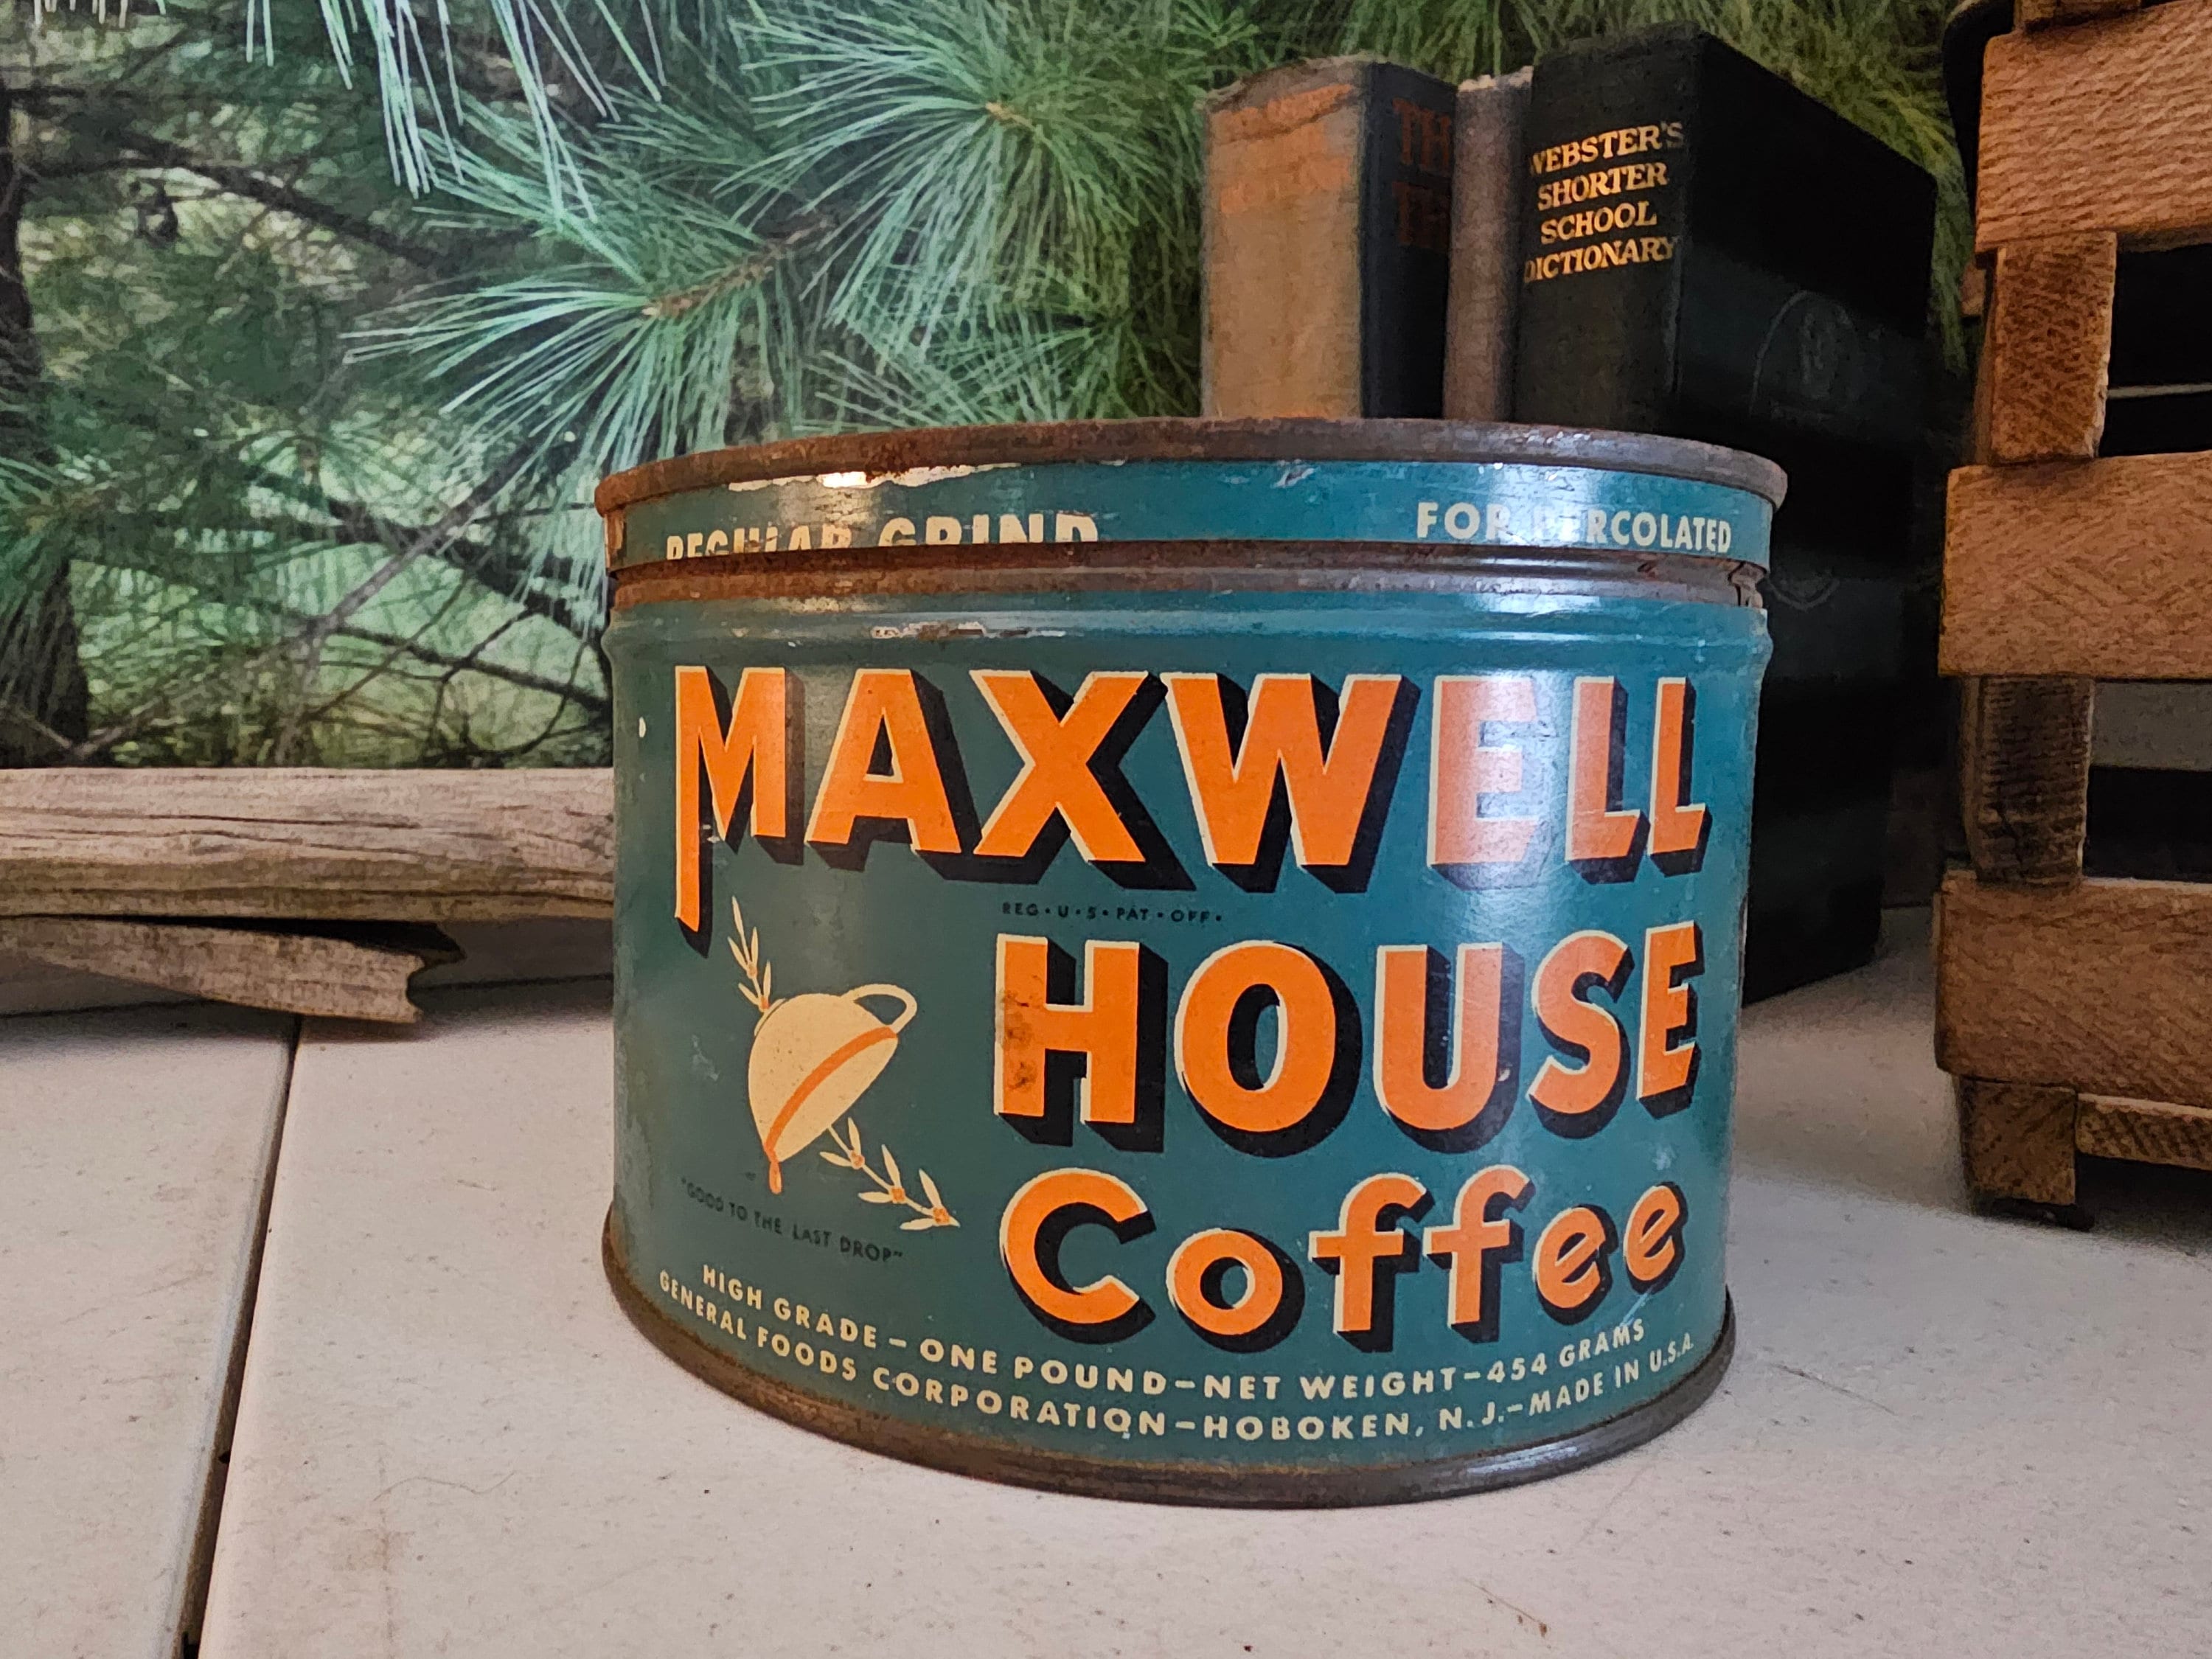 WEBSTER'S
SHORTER
SCHOOL
DICTIONARY
REGULAR GRIND
FOR PERCOLATED
MAXWELL
REG • U • S • PAT • OFF •
HOUSE
Coffee
"GOOD TO THE LAST DROP"
HIGH GRADE – ONE POUND – NET WEIGHT – 454 GRAMS
GENERAL FOODS CORPORATION – HOBOKEN, N. J. – MADE IN U.S.A.